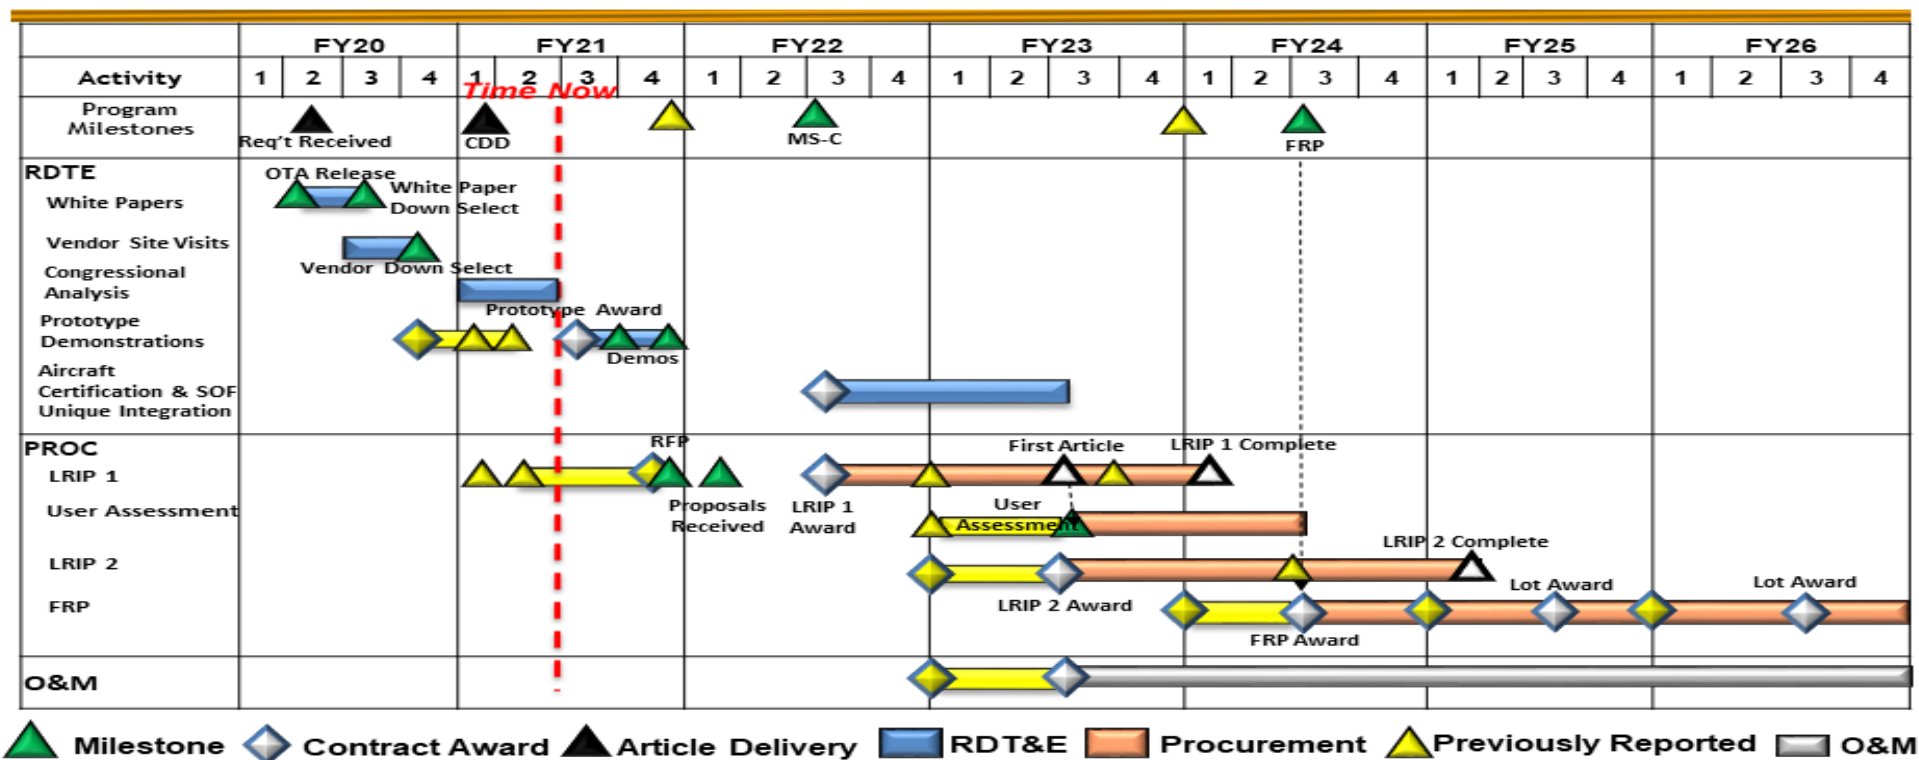 FY20 FY21 FY22 FY23 FY24 FY25 FY26
Activity 1 2 3 4 1 2 3 4 1 2 3 4 1 2 3 4 1 2 3 4 1 2 3 4 1 2 3 4
Time Now
Program
Milestones
Req't Received
CDD
MS-C
FRP
RDTE
White Papers
OTA Release
White Paper
Down Select
Vendor Site Visits
Vendor Down Select
Congressional
Analysis
Prototype Award
Prototype
Demonstrations
Demos
Aircraft
Certification & SOF
Unique Integration
PROC
LRIP 1
RFP
Proposals
Received
LRIP 1
Award
First Article
LRIP 1 Complete
User Assessment
User
Assessment
LRIP 2
LRIP 2 Award
LRIP 2 Complete
FRP
FRP Award
Lot Award
Lot Award
O&M
Milestone Contract Award Article Delivery RDT&E Procurement Previously Reported O&M